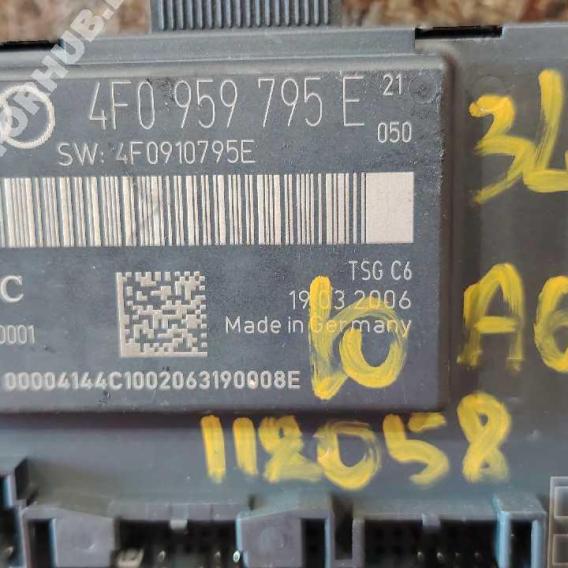 4F0 959 795 E 21
050
SW: 4F0910795E
TSG C6
C
19.03.2006
0001
Made in Germany
00004144C1002063190008E
3L
A6
112058